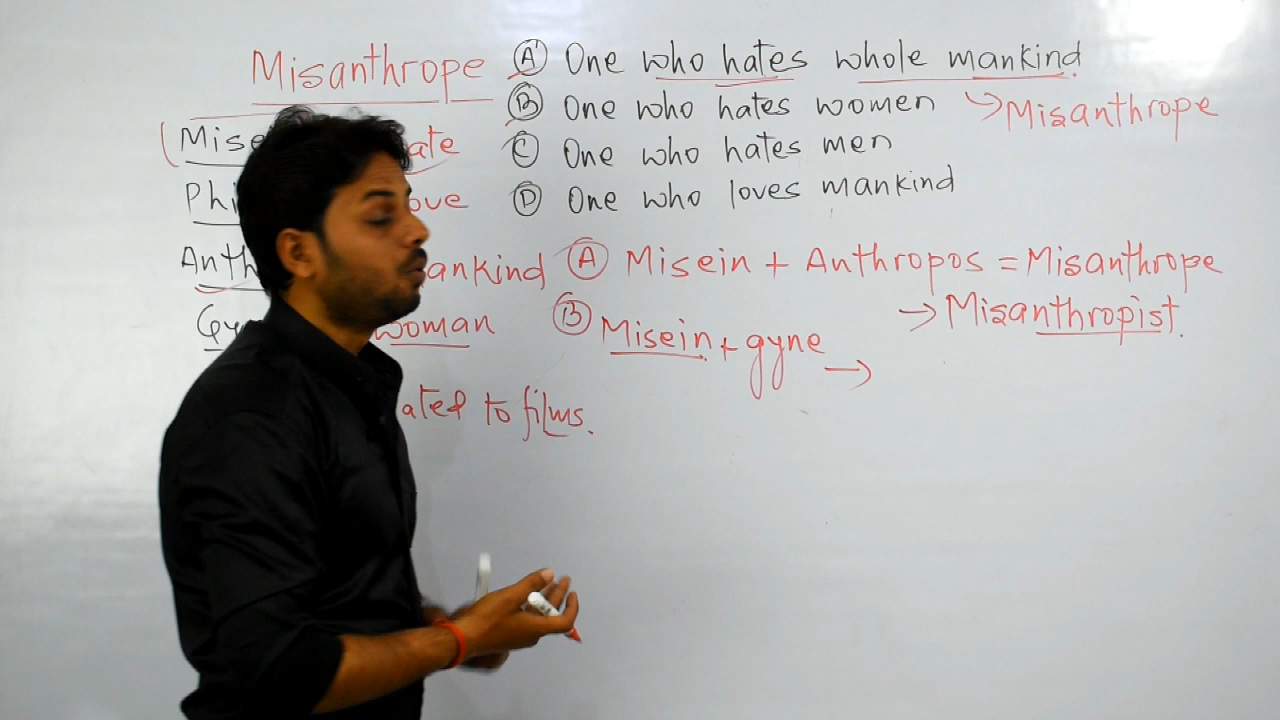 Misanthrope
(A) One who hates whole mankind
(B) One who hates women → Misanthrope
(C) One who hates men
(D) One who loves mankind
(Mise ate
Phi ove
Anth ankind
Gy woman
ated to films.
(A) Misein + Anthropos = Misanthrope
→ Misanthropist.
(B) Misein + gyne →